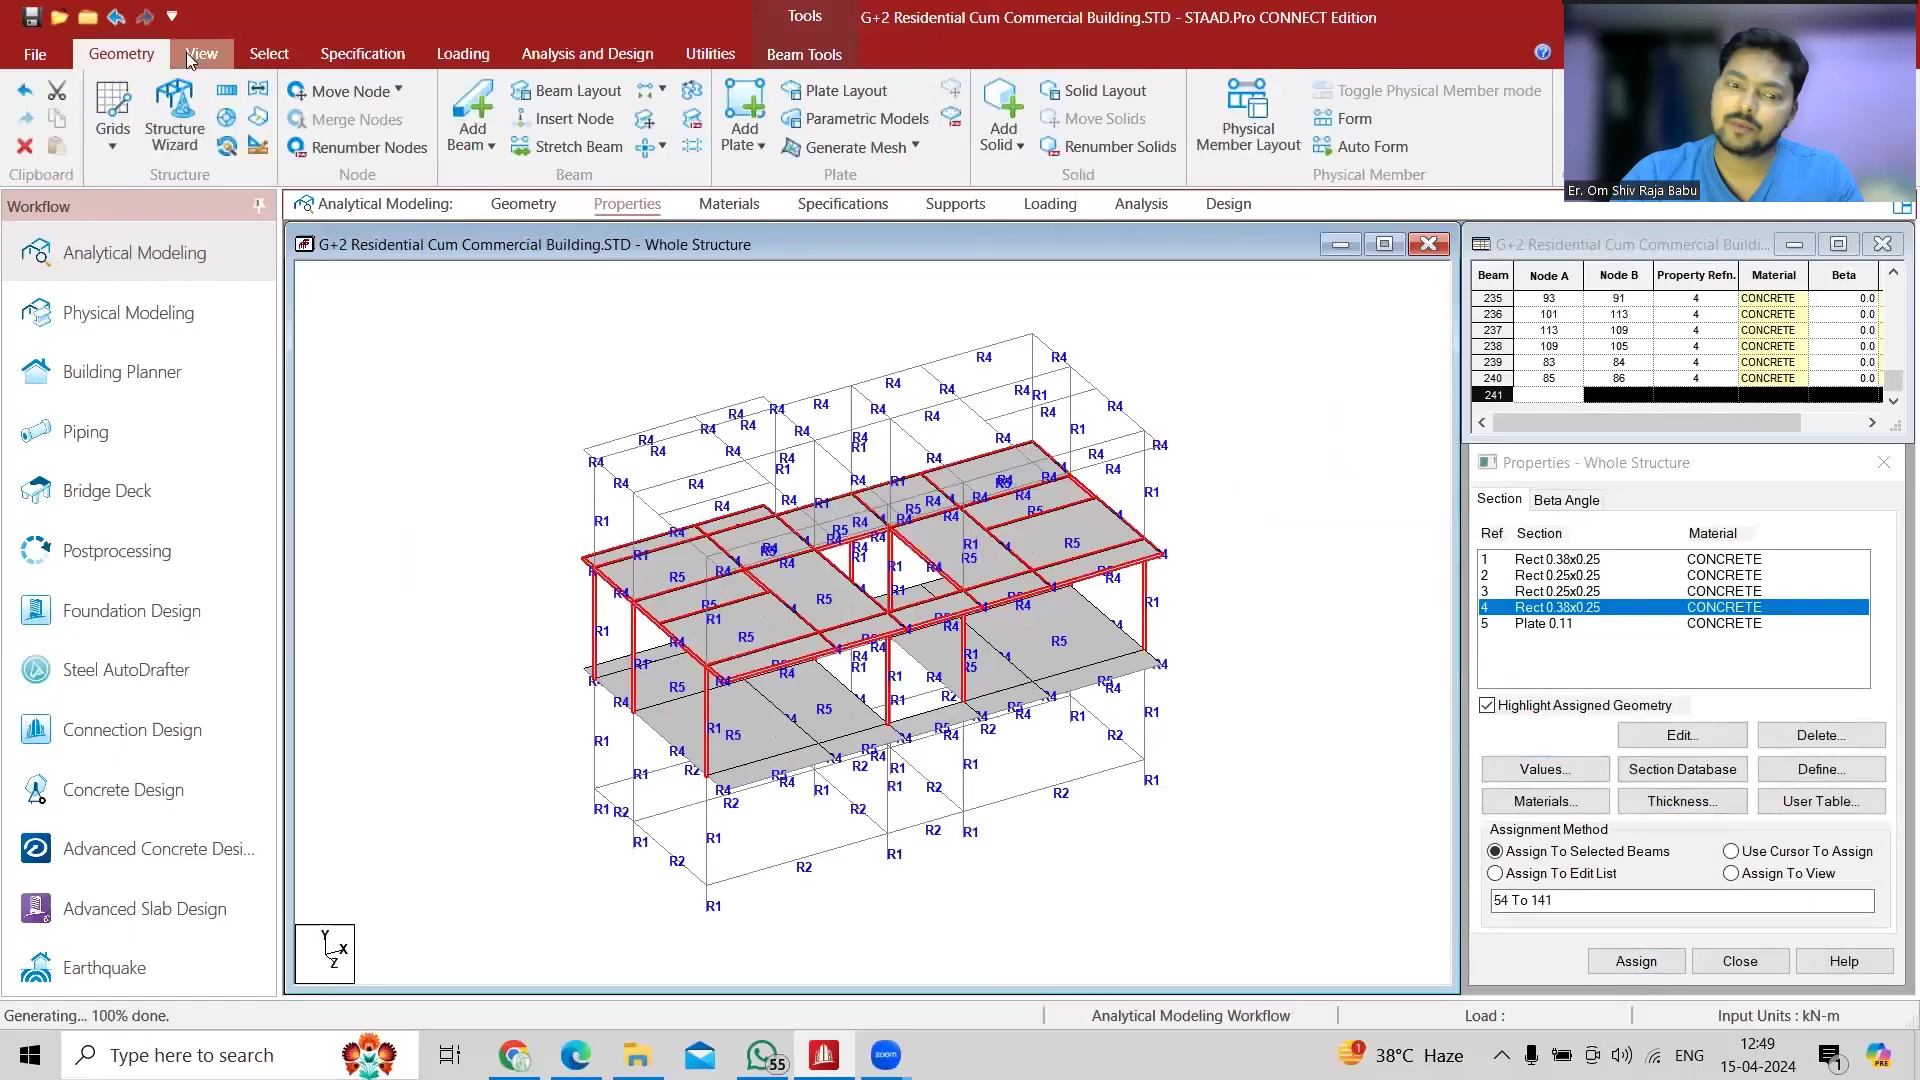 Tools
G+2 Residential Cum Commercial Building.STD - STAAD.Pro CONNECT Edition
File
Geometry
View
Select
Specification
Loading
Analysis and Design
Utilities
Beam Tools
Grids
Structure Wizard
Move Node
Merge Nodes
Renumber Nodes
Add Beam
Beam Layout
Insert Node
Stretch Beam
Add Plate
Plate Layout
Parametric Models
Generate Mesh
Add Solid
Solid Layout
Move Solids
Renumber Solids
Physical Member Layout
Toggle Physical Member mode
Form
Auto Form
Clipboard
Structure
Node
Beam
Plate
Solid
Physical Member
Er. Om Shiv Raja Babu
Workflow
Analytical Modeling
Physical Modeling
Building Planner
Piping
Bridge Deck
Postprocessing
Foundation Design
Steel AutoDrafter
Connection Design
Concrete Design
Advanced Concrete Desi...
Advanced Slab Design
Earthquake
Analytical Modeling:
Geometry
Properties
Materials
Specifications
Supports
Loading
Analysis
Design
G+2 Residential Cum Commercial Building.STD - Whole Structure
G+2 Residential Cum Commercial Buildi...
Beam Node A Node B Property Refn. Material Beta
235 93 91 4 CONCRETE 0.0
236 101 113 4 CONCRETE 0.0
237 113 109 4 CONCRETE 0.0
238 109 105 4 CONCRETE 0.0
239 83 84 4 CONCRETE 0.0
240 85 86 4 CONCRETE 0.0
241
Properties - Whole Structure
Section
Beta Angle
Ref Section Material
1 Rect 0.38x0.25 CONCRETE
2 Rect 0.25x0.25 CONCRETE
3 Rect 0.25x0.25 CONCRETE
4 Rect 0.38x0.25 CONCRETE
5 Plate 0.11 CONCRETE
Highlight Assigned Geometry
Edit...
Delete...
Values...
Section Database
Define...
Materials...
Thickness...
User Table...
Assignment Method
Assign To Selected Beams
Use Cursor To Assign
Assign To Edit List
Assign To View
54 To 141
Assign
Close
Help
Y
X
Z
Generating... 100% done.
Analytical Modeling Workflow
Load :
Input Units : kN-m
Type here to search
55
zoom
1
38°C Haze
ENG
12:49
15-04-2024
1
PRE